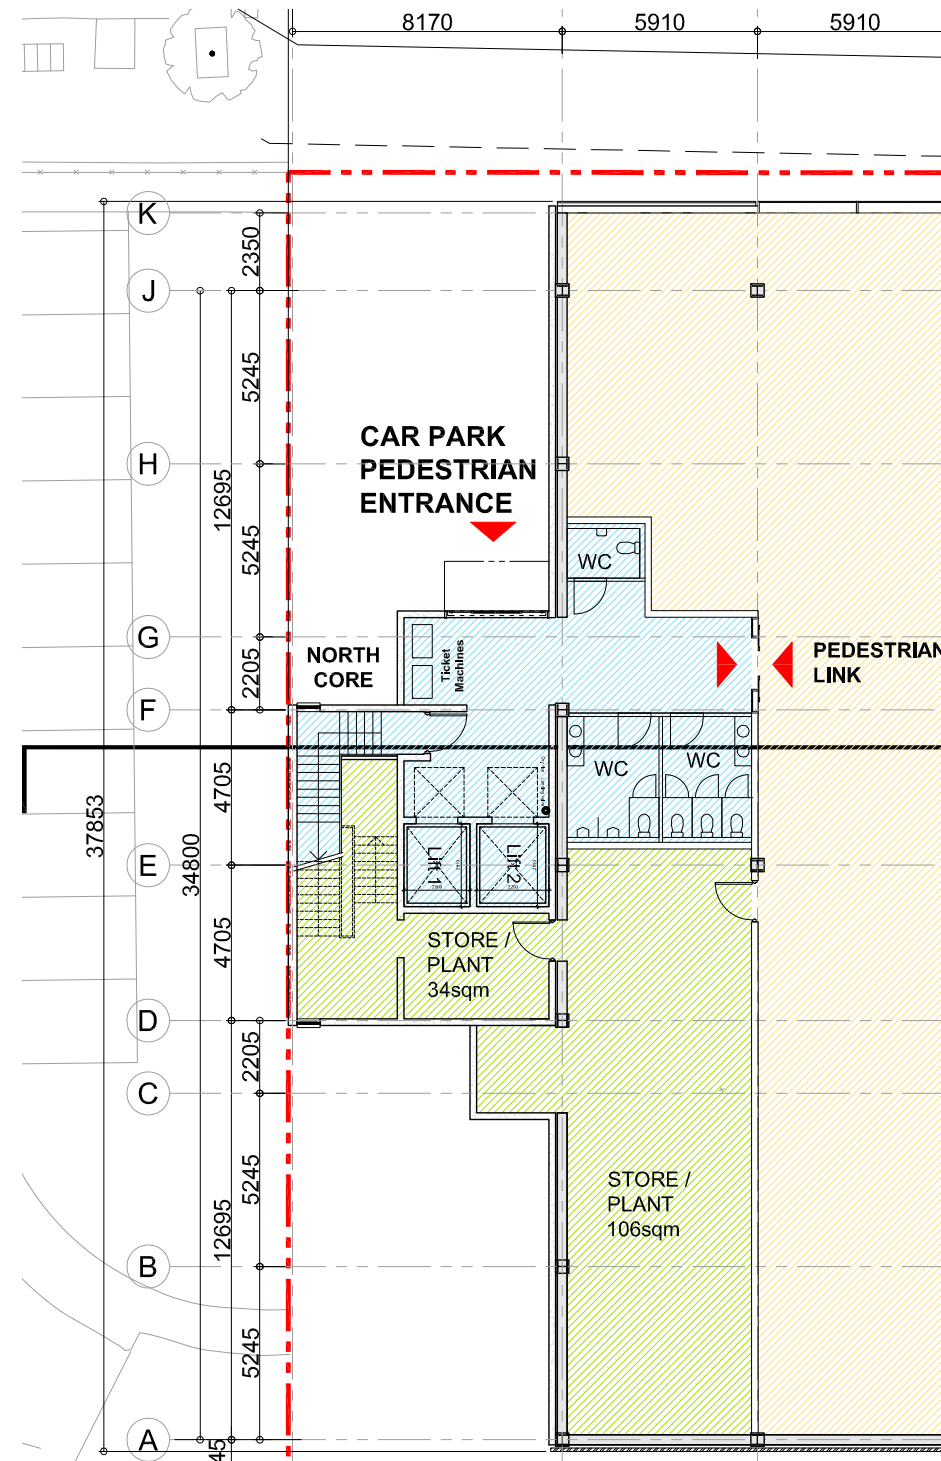 8170
5910
5910
K
2350
J
5245
CAR PARK
PEDESTRIAN
ENTRANCE
H
12695
5245
WC
G
Ticket
Machines
NORTH
CORE
PEDESTRIAN
LINK
2205
F
WC
WC
4705
37853
34800
E
Lift 1
Lift 2
2200
4705
STORE /
PLANT
34sqm
D
2205
C
5245
12695
STORE /
PLANT
106sqm
B
5245
A
45